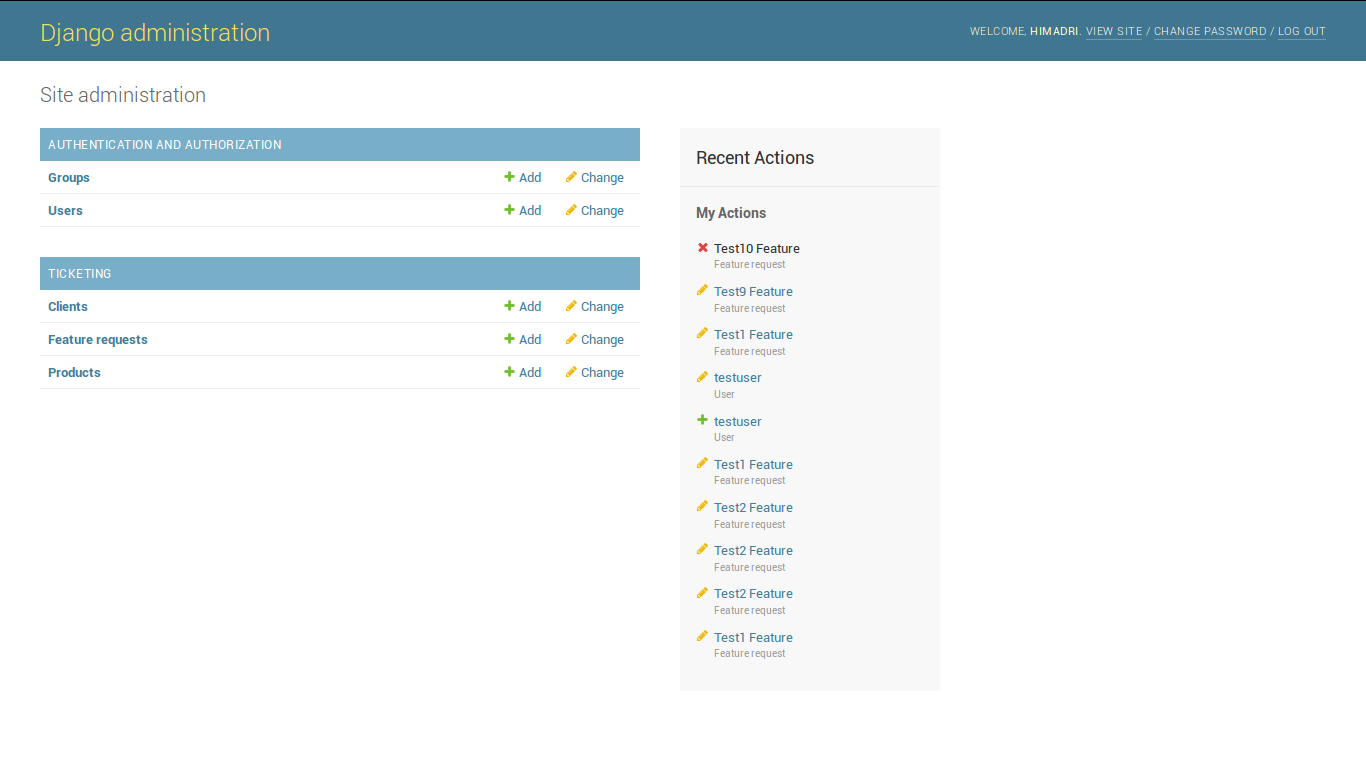 Django administration
WELCOME, HIMADRI. VIEW SITE / CHANGE PASSWORD / LOG OUT
Site administration
AUTHENTICATION AND AUTHORIZATION
Groups Add Change
Users Add Change
TICKETING
Clients Add Change
Feature requests Add Change
Products Add Change
Recent Actions
My Actions
Test10 Feature
Feature request
Test9 Feature
Feature request
Test1 Feature
Feature request
testuser
User
testuser
User
Test1 Feature
Feature request
Test2 Feature
Feature request
Test2 Feature
Feature request
Test2 Feature
Feature request
Test1 Feature
Feature request